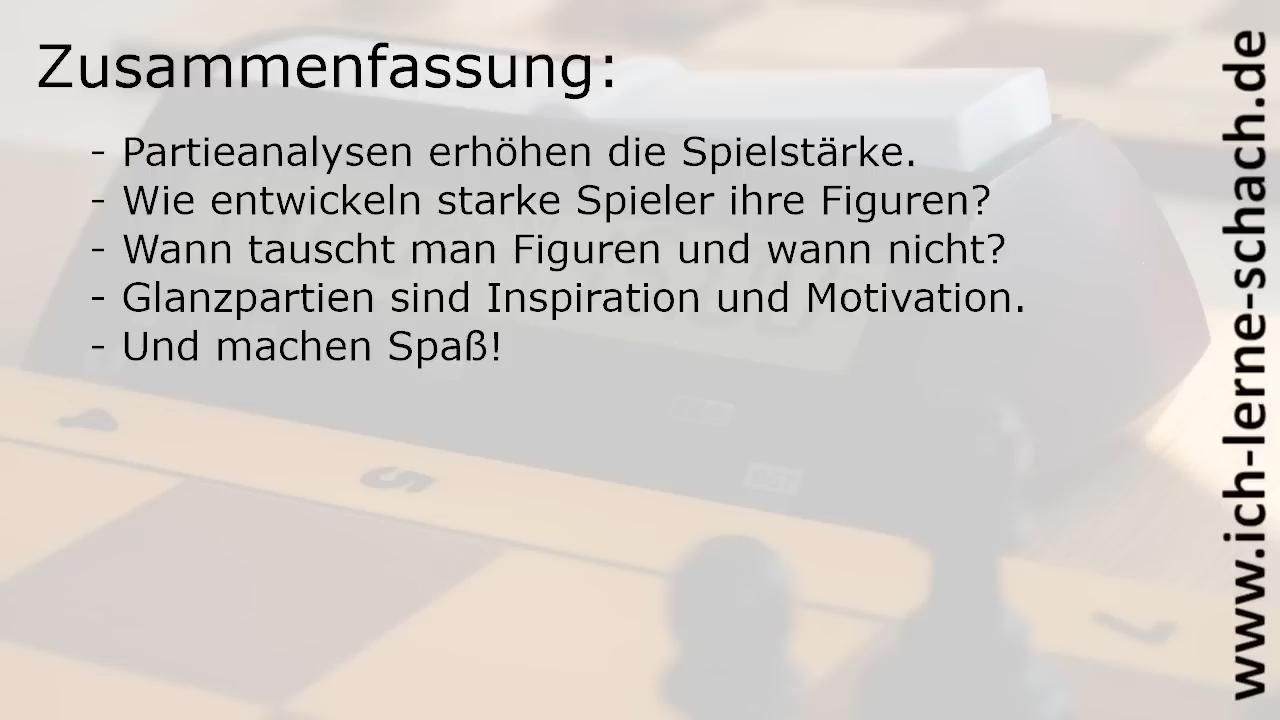 Zusammenfassung:
- Partieanalysen erhöhen die Spielstärke.
- Wie entwickeln starke Spieler ihre Figuren?
- Wann tauscht man Figuren und wann nicht?
- Glanzpartien sind Inspiration und Motivation.
- Und machen Spaß!
www.ich-lerne-schach.de